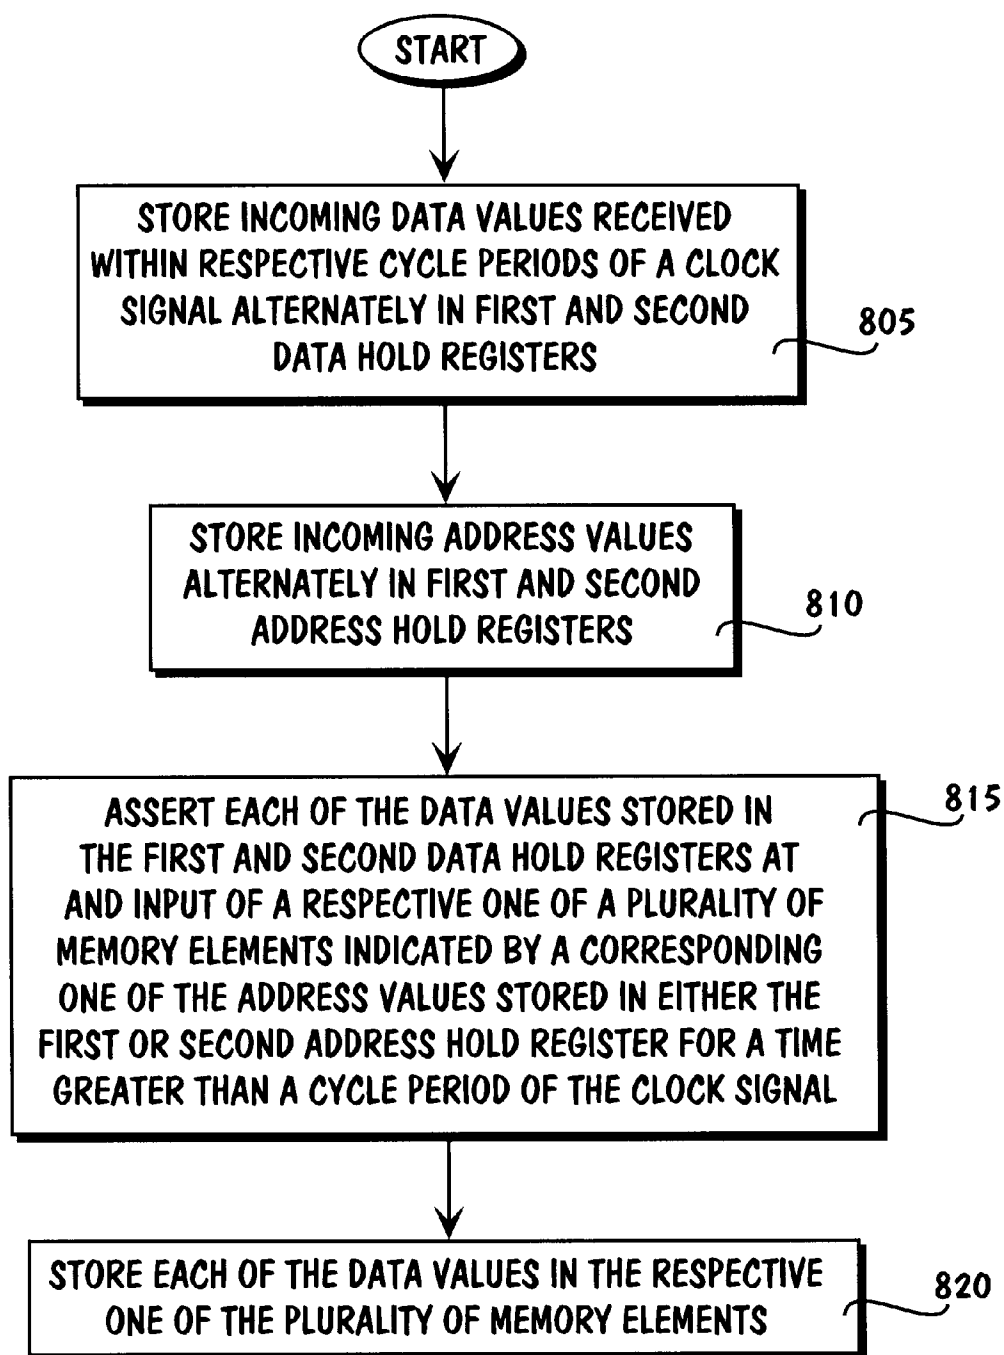 START
STORE INCOMING DATA VALUES RECEIVED
WITHIN RESPECTIVE CYCLE PERIODS OF A CLOCK
SIGNAL ALTERNATELY IN FIRST AND SECOND
DATA HOLD REGISTERS
805
STORE INCOMING ADDRESS VALUES
ALTERNATELY IN FIRST AND SECOND
ADDRESS HOLD REGISTERS
810
ASSERT EACH OF THE DATA VALUES STORED IN
THE FIRST AND SECOND DATA HOLD REGISTERS AT
AND INPUT OF A RESPECTIVE ONE OF A PLURALITY OF
MEMORY ELEMENTS INDICATED BY A CORRESPONDING
ONE OF THE ADDRESS VALUES STORED IN EITHER THE
FIRST OR SECOND ADDRESS HOLD REGISTER FOR A TIME
GREATER THAN A CYCLE PERIOD OF THE CLOCK SIGNAL
815
STORE EACH OF THE DATA VALUES IN THE RESPECTIVE
ONE OF THE PLURALITY OF MEMORY ELEMENTS
820